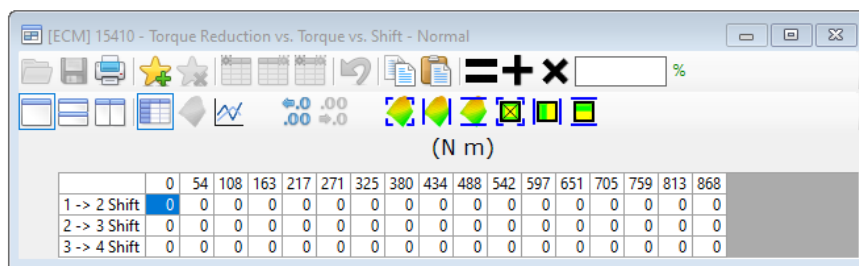 [ECM] 15410 - Torque Reduction vs. Torque vs. Shift - Normal
%
←.0 .00
.00 →.0
(N m)
0 54 108 163 217 271 325 380 434 488 542 597 651 705 759 813 868
1 -> 2 Shift 0 0 0 0 0 0 0 0 0 0 0 0 0 0 0 0 0
2 -> 3 Shift 0 0 0 0 0 0 0 0 0 0 0 0 0 0 0 0 0
3 -> 4 Shift 0 0 0 0 0 0 0 0 0 0 0 0 0 0 0 0 0